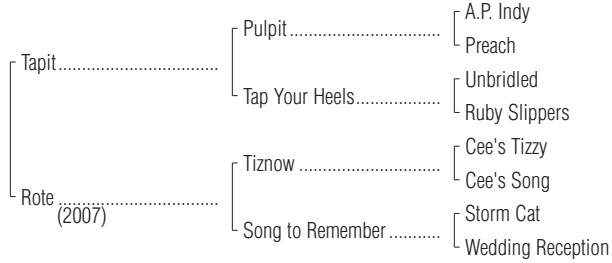 A.P. Indy
Pulpit
Preach
Tapit
Unbridled
Tap Your Heels
Ruby Slippers
Cee's Tizzy
Tiznow
Cee's Song
Rote
(2007)
Storm Cat
Song to Remember
Wedding Reception